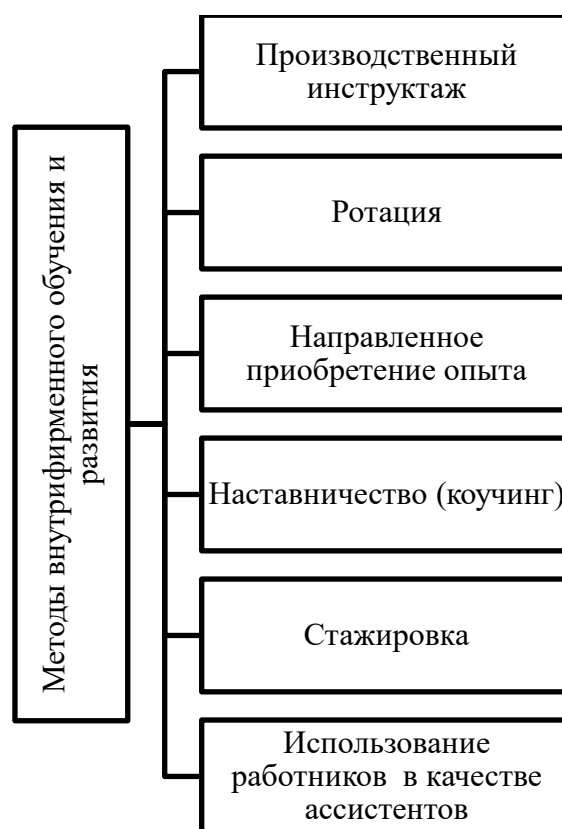 Методы внутрифирменного обучения и
развития
Производственный
инструктаж
Ротация
Направленное
приобретение опыта
Наставничество (коучинг)
Стажировка
Использование
работников  в качестве
ассистентов